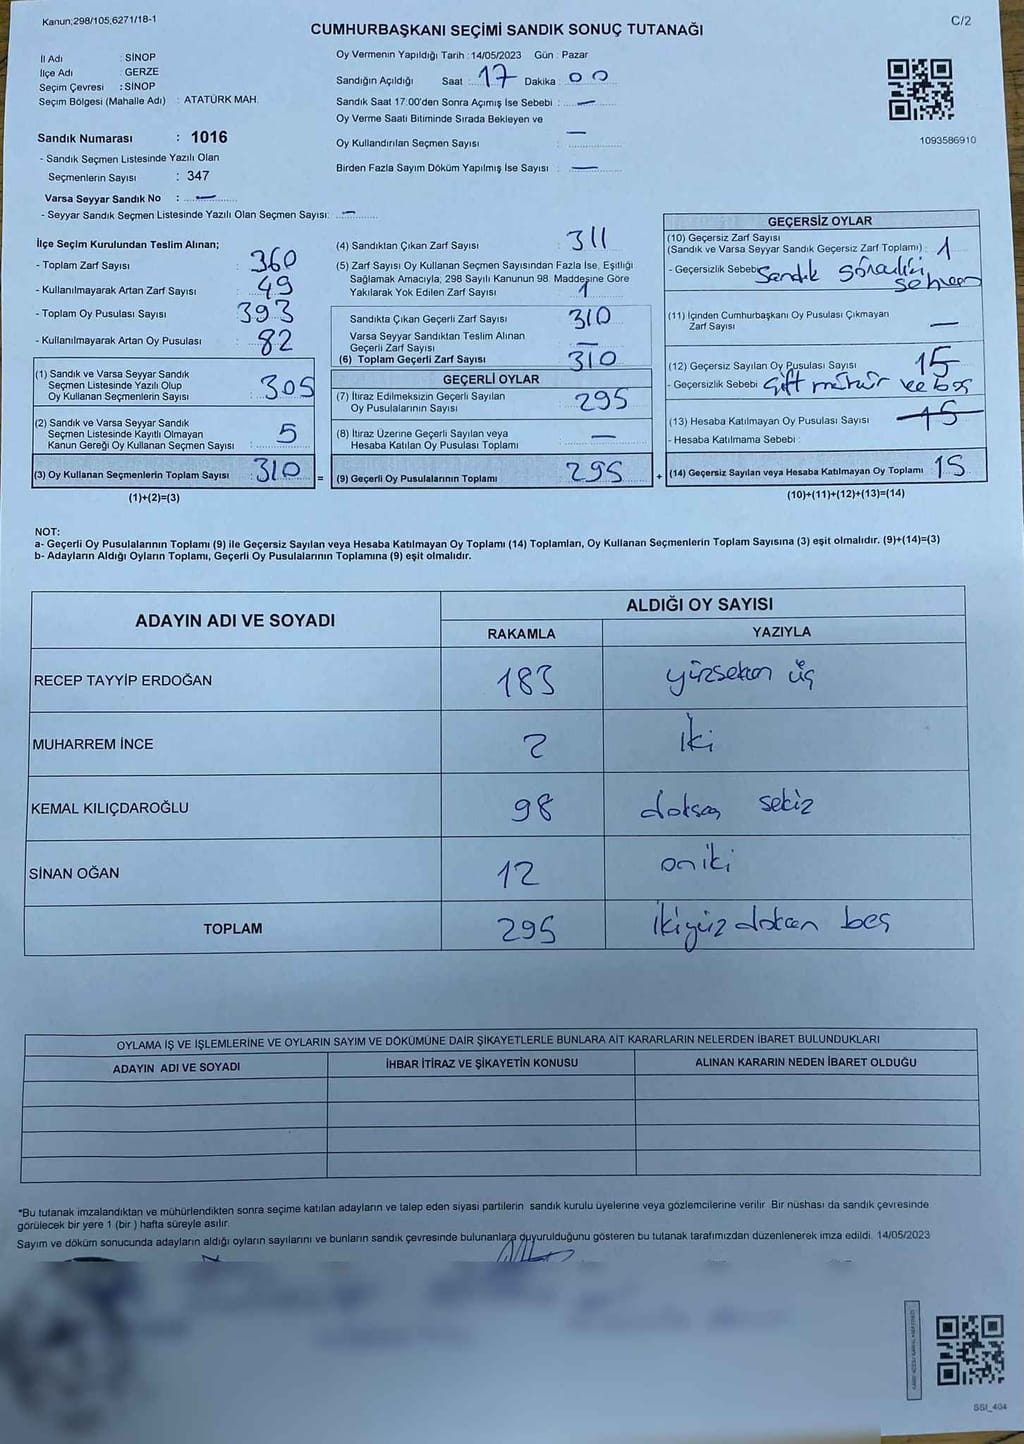 Kanun;298/105,6271/18-1
C/2
CUMHURBAŞKANI SEÇİMİ SANDIK SONUÇ TUTANAĞI
İl Adı : SİNOP
İlçe Adı : GERZE
Seçim Çevresi : SİNOP
Seçim Bölgesi (Mahalle Adı) : ATATÜRK MAH.
Sandık Numarası : 1016
- Sandık Seçmen Listesinde Yazılı Olan
Seçmenlerin Sayısı : 347
Varsa Seyyar Sandık No : —
- Seyyar Sandık Seçmen Listesinde Yazılı Olan Seçmen Sayısı: —
Oy Vermenin Yapıldığı Tarih : 14/05/2023 Gün : Pazar
Sandığın Açıldığı Saat : 17 Dakika : 00
Sandık Saat 17:00'den Sonra Açımış İse Sebebi : —
Oy Verme Saati Bitiminde Sırada Bekleyen ve
Oy Kullandırılan Seçmen Sayısı : —
Birden Fazla Sayım Döküm Yapılmış İse Sayısı : —
1093586910
İlçe Seçim Kurulundan Teslim Alınan;
- Toplam Zarf Sayısı : 360
- Kullanılmayarak Artan Zarf Sayısı : 49
- Toplam Oy Pusulası Sayısı : 393
- Kullanılmayarak Artan Oy Pusulası : 82
(1) Sandık ve Varsa Seyyar Sandık
Seçmen Listesinde Yazılı Olup
Oy Kullanan Seçmenlerin Sayısı : 305
(2) Sandık ve Varsa Seyyar Sandık
Seçmen Listesinde Kayıtlı Olmayan
Kanun Gereği Oy Kullanan Seçmen Sayısı : 5
(3) Oy Kullanan Seçmenlerin Toplam Sayısı : 310
(1)+(2)=(3)
(4) Sandıktan Çıkan Zarf Sayısı : 311
(5) Zarf Sayısı Oy Kullanan Seçmen Sayısından Fazla İse, Eşitliği
Sağlamak Amacıyla, 298 Sayılı Kanunun 98. Maddesine Göre
Yakılarak Yok Edilen Zarf Sayısı : 1
Sandıkta Çıkan Geçerli Zarf Sayısı : 310
Varsa Seyyar Sandıktan Teslim Alınan
Geçerli Zarf Sayısı : —
(6) Toplam Geçerli Zarf Sayısı : 310
GEÇERLİ OYLAR
(7) İtiraz Edilmeksizin Geçerli Sayılan
Oy Pusulalarının Sayısı : 295
(8) İtiraz Üzerine Geçerli Sayılan veya
Hesaba Katılan Oy Pusulası Toplamı : —
= (9) Geçerli Oy Pusulalarının Toplamı : 295
GEÇERSİZ OYLAR
(10) Geçersiz Zarf Sayısı
(Sandık ve Varsa Seyyar Sandık Geçersiz Zarf Toplamı) : 1
- Geçersizlik Sebebi: Sandık
(11) İçinden Cumhurbaşkanı Oy Pusulası Çıkmayan
Zarf Sayısı : —
(12) Geçersiz Sayılan Oy Pusulası Sayısı : 15
- Geçersizlik Sebebi : Çift mühür ve boş
(13) Hesaba Katılmayan Oy Pusulası Sayısı : 15
- Hesaba Katılmama Sebebi :
+ (14) Geçersiz Sayılan veya Hesaba Katılmayan Oy Toplamı : 15
(10)+(11)+(12)+(13)=(14)
NOT:
a- Geçerli Oy Pusulalarının Toplamı (9) ile Geçersiz Sayılan veya Hesaba Katılmayan Oy Toplamı (14) Toplamları, Oy Kullanan Seçmenlerin Toplam Sayısına (3) eşit olmalıdır. (9)+(14)=(3)
b- Adayların Aldığı Oyların Toplamı, Geçerli Oy Pusulalarının Toplamına (9) eşit olmalıdır.
ADAYIN ADI VE SOYADI
ALDIĞI OY SAYISI
RAKAMLA YAZIYLA
RECEP TAYYİP ERDOĞAN 183 yüzseksen üç
MUHARREM İNCE 2 iki
KEMAL KILIÇDAROĞLU 98 doksan sekiz
SİNAN OĞAN 12 oniki
TOPLAM 295 ikiyüz doksan beş
OYLAMA İŞ VE İŞLEMLERİNE VE OYLARIN SAYIM VE DÖKÜMÜNE DAİR ŞİKAYETLERLE BUNLARA AİT KARARLARIN NELERDEN İBARET BULUNDUKLARI
ADAYIN ADI VE SOYADI İHBAR İTİRAZ VE ŞİKAYETİN KONUSU ALINAN KARARIN NEDEN İBARET OLDUĞU
*Bu tutanak imzalandıktan ve mühürlendikten sonra seçime katılan adayların ve talep eden siyasi partilerin sandık kurulu üyelerine veya gözlemcilerine verilir. Bir nüshası da sandık çevresinde
görülecek bir yere 1 (bir ) hafta süreyle asılır.
Sayım ve döküm sonucunda adayların aldığı oyların sayılarını ve bunların sandık çevresinde bulunanlara duyurulduğunu gösteren bu tutanak tarafımızdan düzenlenerek imza edildi. 14/05/2023
SSI_404